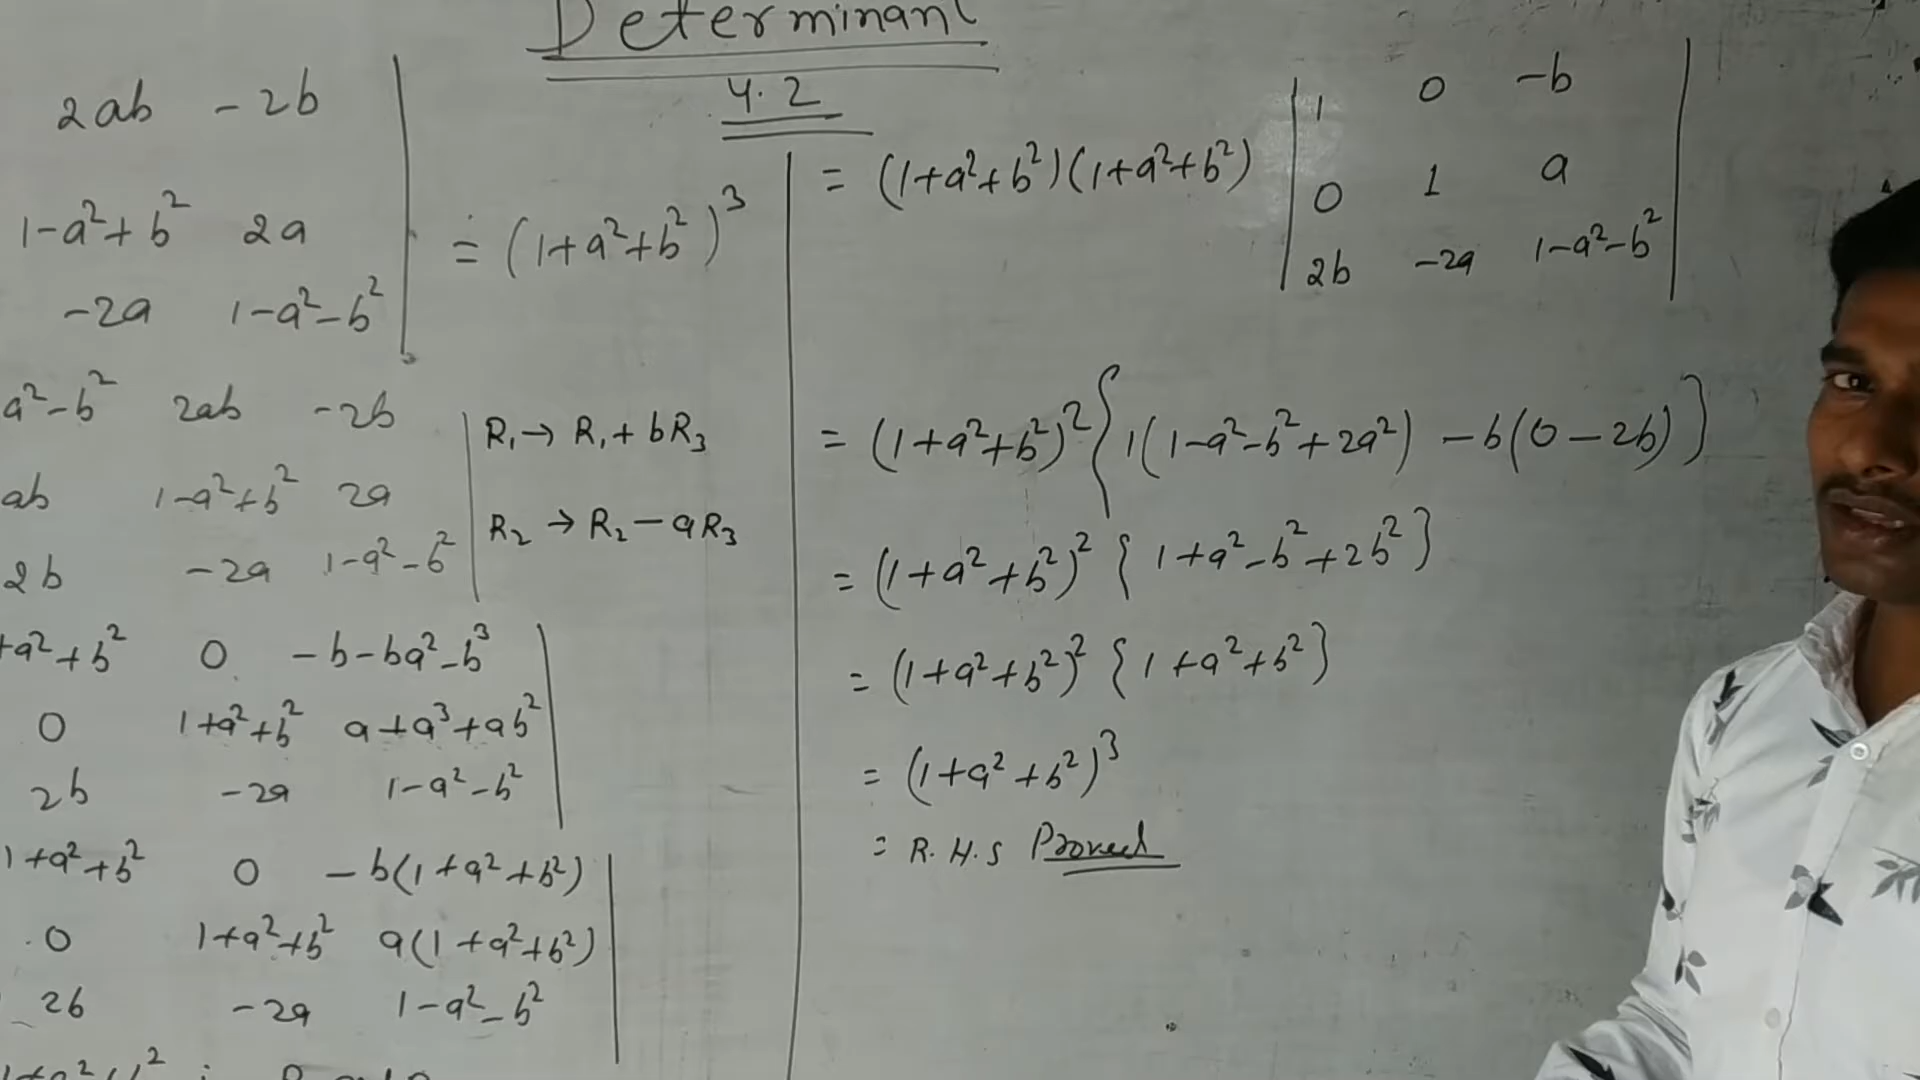 Determinant
4.2
2ab -2b
1-a²+b² 2a = (1+a²+b²)³
-2a 1-a²-b²
a²-b² 2ab -2b
R₁→ R₁+bR₃
ab 1-a²+b² 2a
R₂ → R₂-aR₃
2b -2a 1-a²-b²
+a²+b² 0 -b-ba²-b³
0 1+a²+b² a+a³+ab²
2b -2a 1-a²-b²
1+a²+b² 0 -b(1+a²+b²)
0 1+a²+b² a(1+a²+b²)
2b -2a 1-a²-b²
1 0 -b
= (1+a²+b²)(1+a²+b²) 0 1 a
2b -2a 1-a²-b²
= (1+a²+b²)² {1(1-a²-b²+2a²) -b(0-2b)}
= (1+a²+b²)² {1+a²-b²+2b²}
= (1+a²+b²)² {1+a²+b²}
= (1+a²+b²)³
= R.H.S Proved